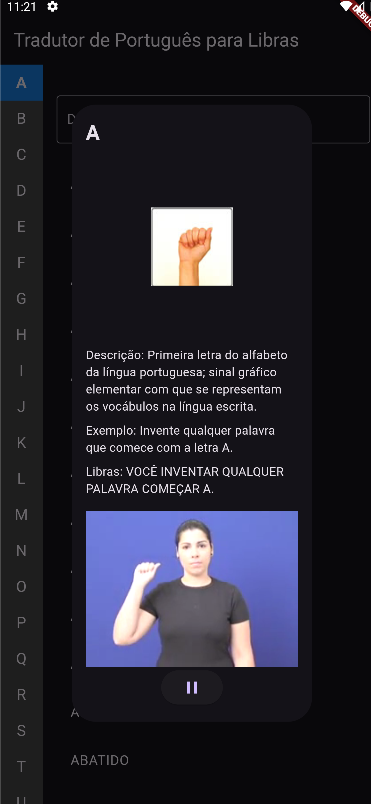 11:21
DEBUG
Tradutor de Português para Libras
A
B
C
D
E
F
G
H
I
J
K
L
M
N
O
P
Q
R
S
T
U
D
A
Descrição: Primeira letra do alfabeto
da língua portuguesa; sinal gráfico
elementar com que se representam
os vocábulos na língua escrita.
Exemplo: Invente qualquer palavra
que comece com a letra A.
Libras: VOCÊ INVENTAR QUALQUER
PALAVRA COMEÇAR A.
A
ABATIDO